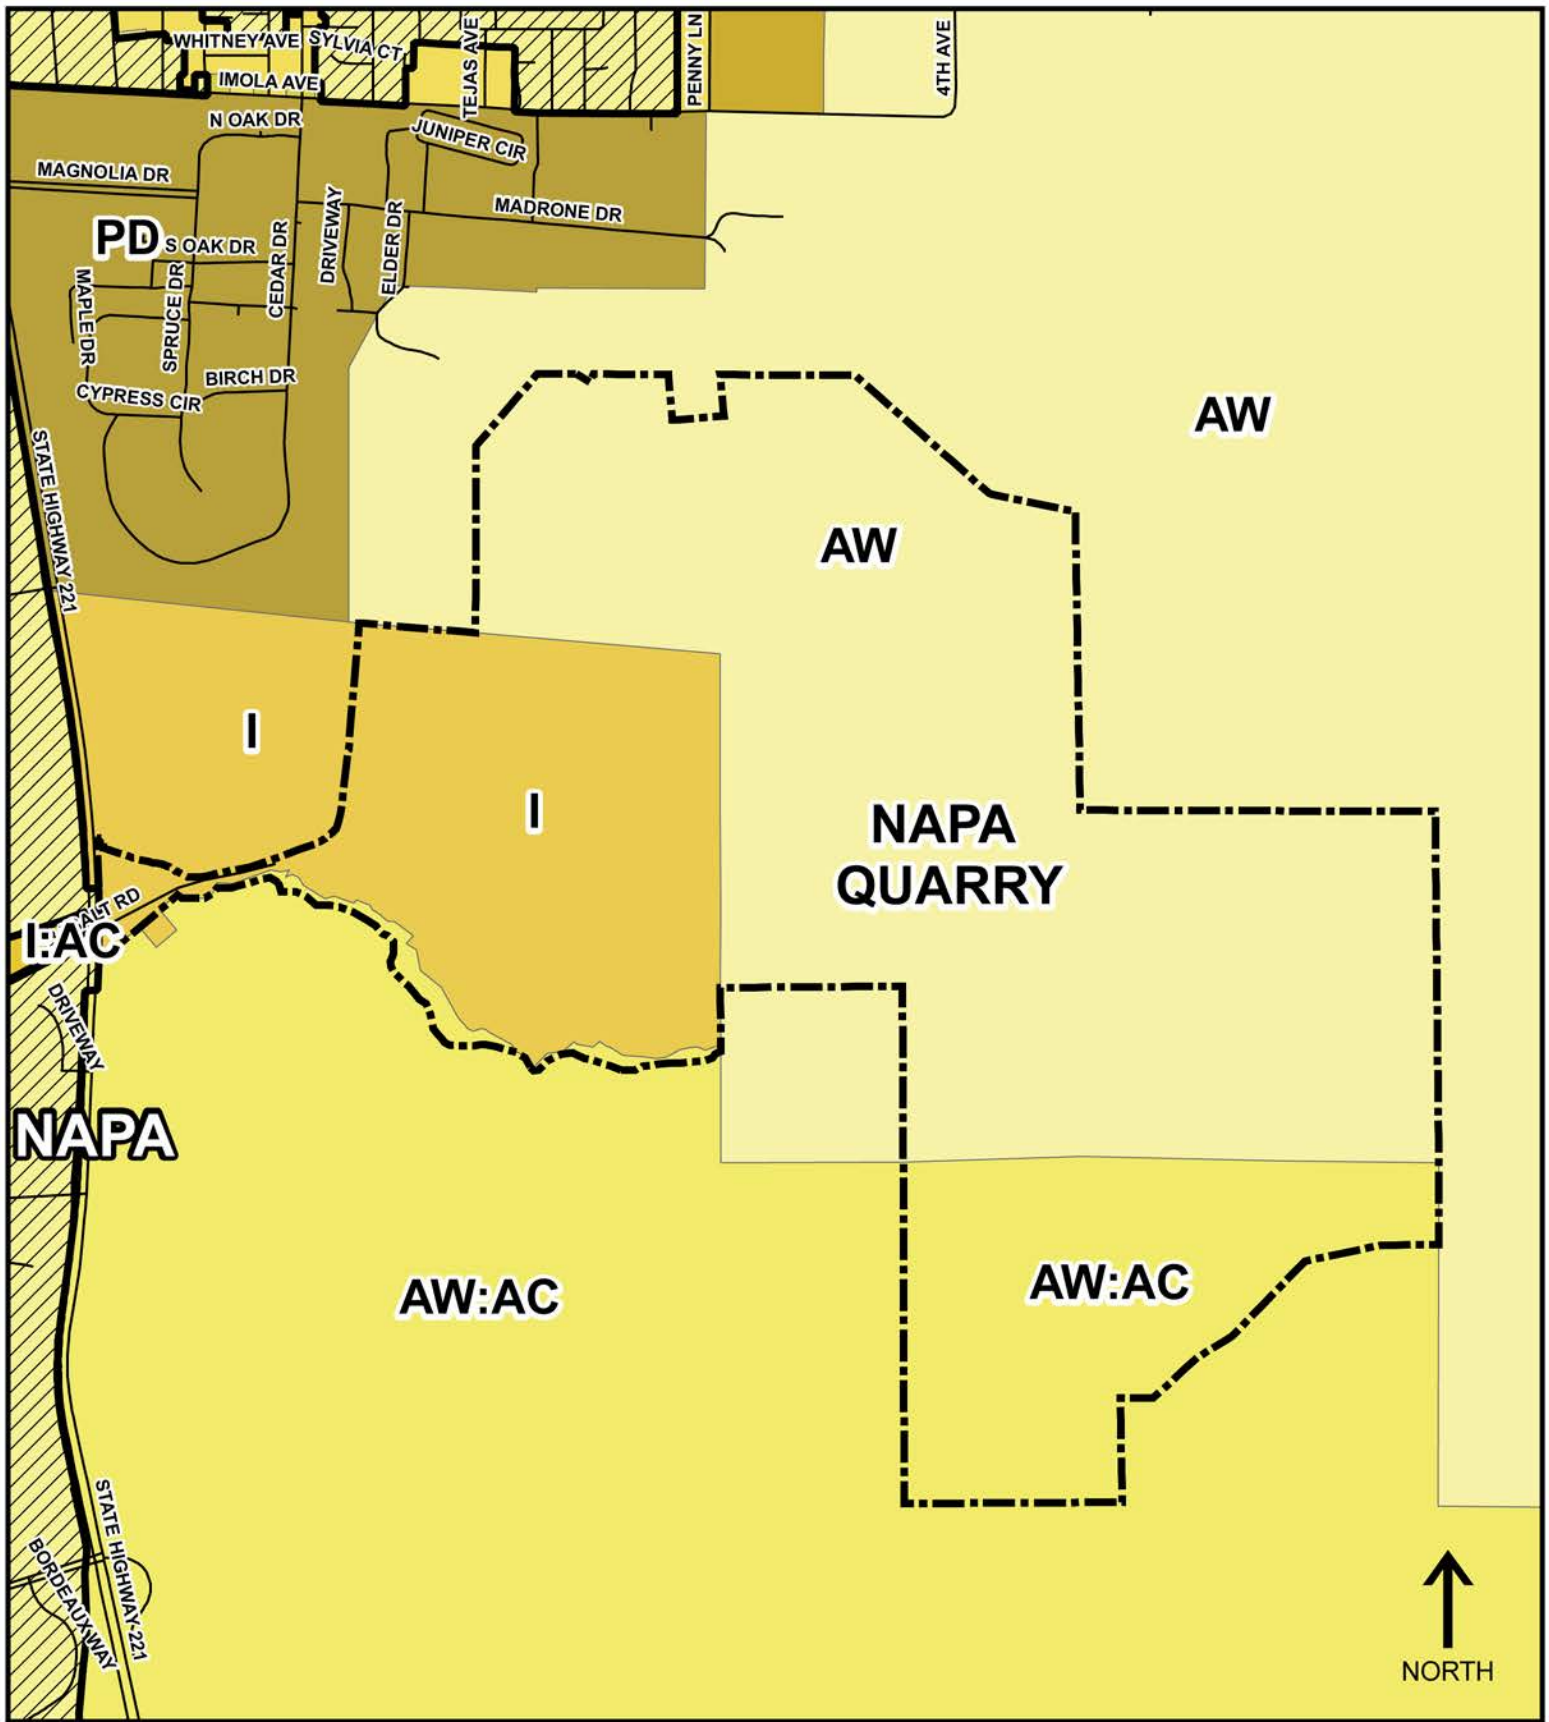 WHITNEY AVE
SYLVIA CT
TEJAS AVE
PENNY LN
4TH AVE
IMOLA AVE
N OAK DR
JUNIPER CIR
MAGNOLIA DR
DRIVEWAY
ELDER DR
MADRONE DR
PD
S OAK DR
CEDAR DR
MAPLE DR
SPRUCE DR
BIRCH DR
CYPRESS CIR
AW
STATE HIGHWAY 221
AW
I
I
NAPA
QUARRY
ALT RD
I:AC
DRIVEWAY
NAPA
AW:AC
AW:AC
STATE HIGHWAY 221
BORDEAUX WAY
NORTH